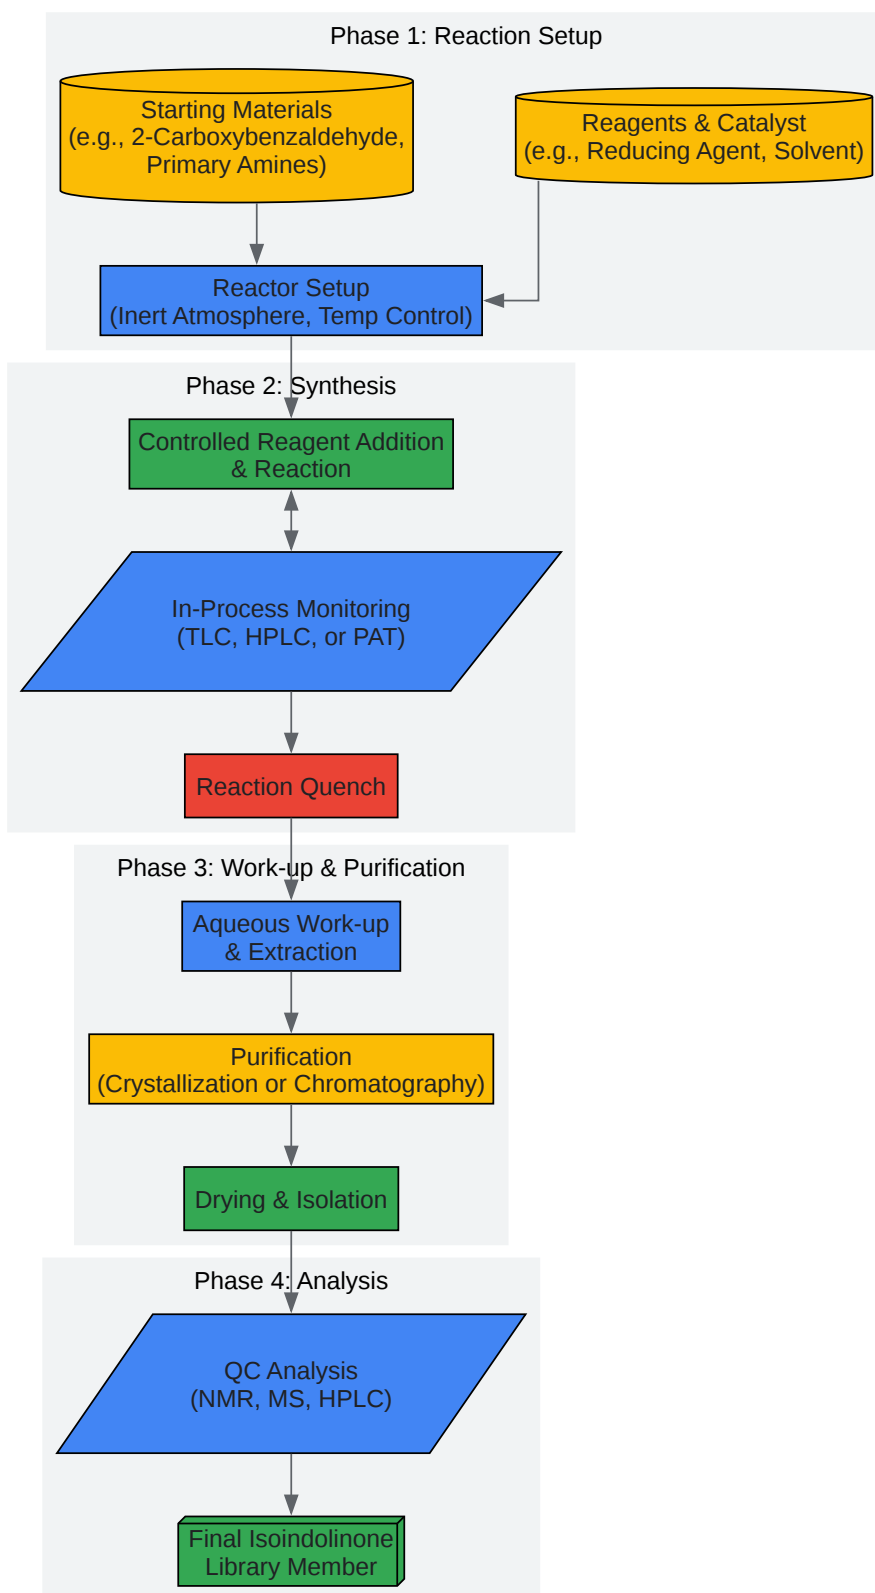 Phase 1: Reaction Setup
Starting Materials
(e.g., 2-Carboxybenzaldehyde,
Primary Amines)
Reagents & Catalyst
(e.g., Reducing Agent, Solvent)
Reactor Setup
(Inert Atmosphere, Temp Control)
Phase 2: Synthesis
Controlled Reagent Addition
& Reaction
In-Process Monitoring
(TLC, HPLC, or PAT)
Reaction Quench
Phase 3: Work-up & Purification
Aqueous Work-up
& Extraction
Purification
(Crystallization or Chromatography)
Drying & Isolation
Phase 4: Analysis
QC Analysis
(NMR, MS, HPLC)
Final Isoindolinone
Library Member